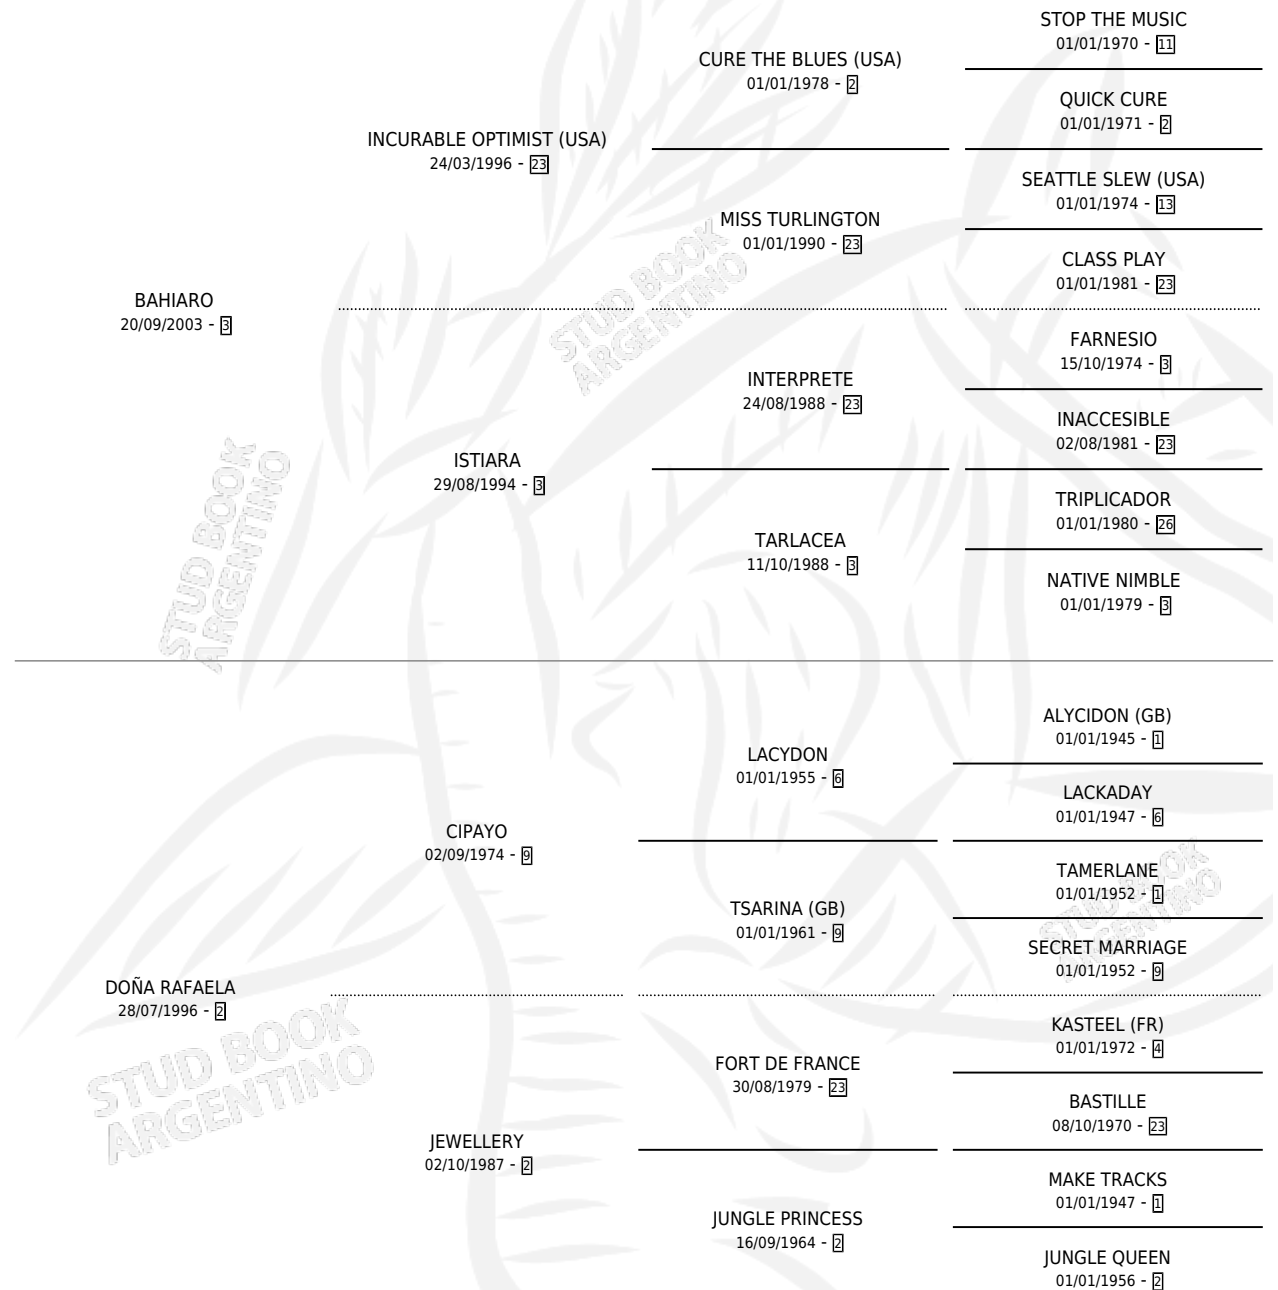 STOP THE MUSIC
01/01/1970 - 11
CURE THE BLUES (USA)
01/01/1978 - 2
QUICK CURE
01/01/1971 - 2
INCURABLE OPTIMIST (USA)
24/03/1996 - 23
SEATTLE SLEW (USA)
01/01/1974 - 13
MISS TURLINGTON
01/01/1990 - 23
CLASS PLAY
01/01/1981 - 23
BAHIARO
20/09/2003 - 3
FARNESIO
15/10/1974 - 3
INTERPRETE
24/08/1988 - 23
INACCESIBLE
02/08/1981 - 23
ISTIARA
29/08/1994 - 3
TRIPLICADOR
01/01/1980 - 26
TARLACEA
11/10/1988 - 3
NATIVE NIMBLE
01/01/1979 - 3
ALYCIDON (GB)
01/01/1945 - 1
LACYDON
01/01/1955 - 6
LACKADAY
01/01/1947 - 6
CIPAYO
02/09/1974 - 9
TAMERLANE
01/01/1952 - 1
TSARINA (GB)
01/01/1961 - 9
SECRET MARRIAGE
01/01/1952 - 9
DOÑA RAFAELA
28/07/1996 - 2
KASTEEL (FR)
01/01/1972 - 4
FORT DE FRANCE
30/08/1979 - 23
BASTILLE
08/10/1970 - 23
JEWELLERY
02/10/1987 - 2
MAKE TRACKS
01/01/1947 - 1
JUNGLE PRINCESS
16/09/1964 - 2
JUNGLE QUEEN
01/01/1956 - 2
STUD BOOK
ARGENTINO
STUD BOOK
ARGENTINO
STUD BOOK
ARGENTINO
STUD BOOK
ARGENTINO